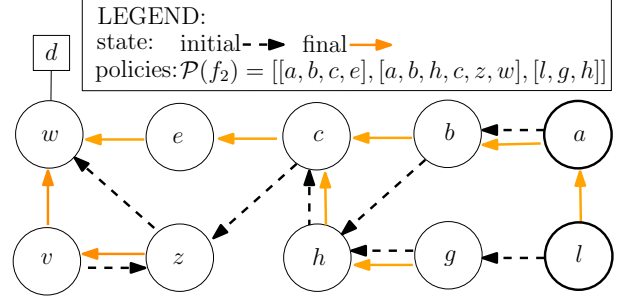 LEGEND:
state: initial final
policies:𝒫(f₂) = [[a, b, c, e], [a, b, h, c, z, w], [l, g, h]]
d
w e c b a
v z h g l